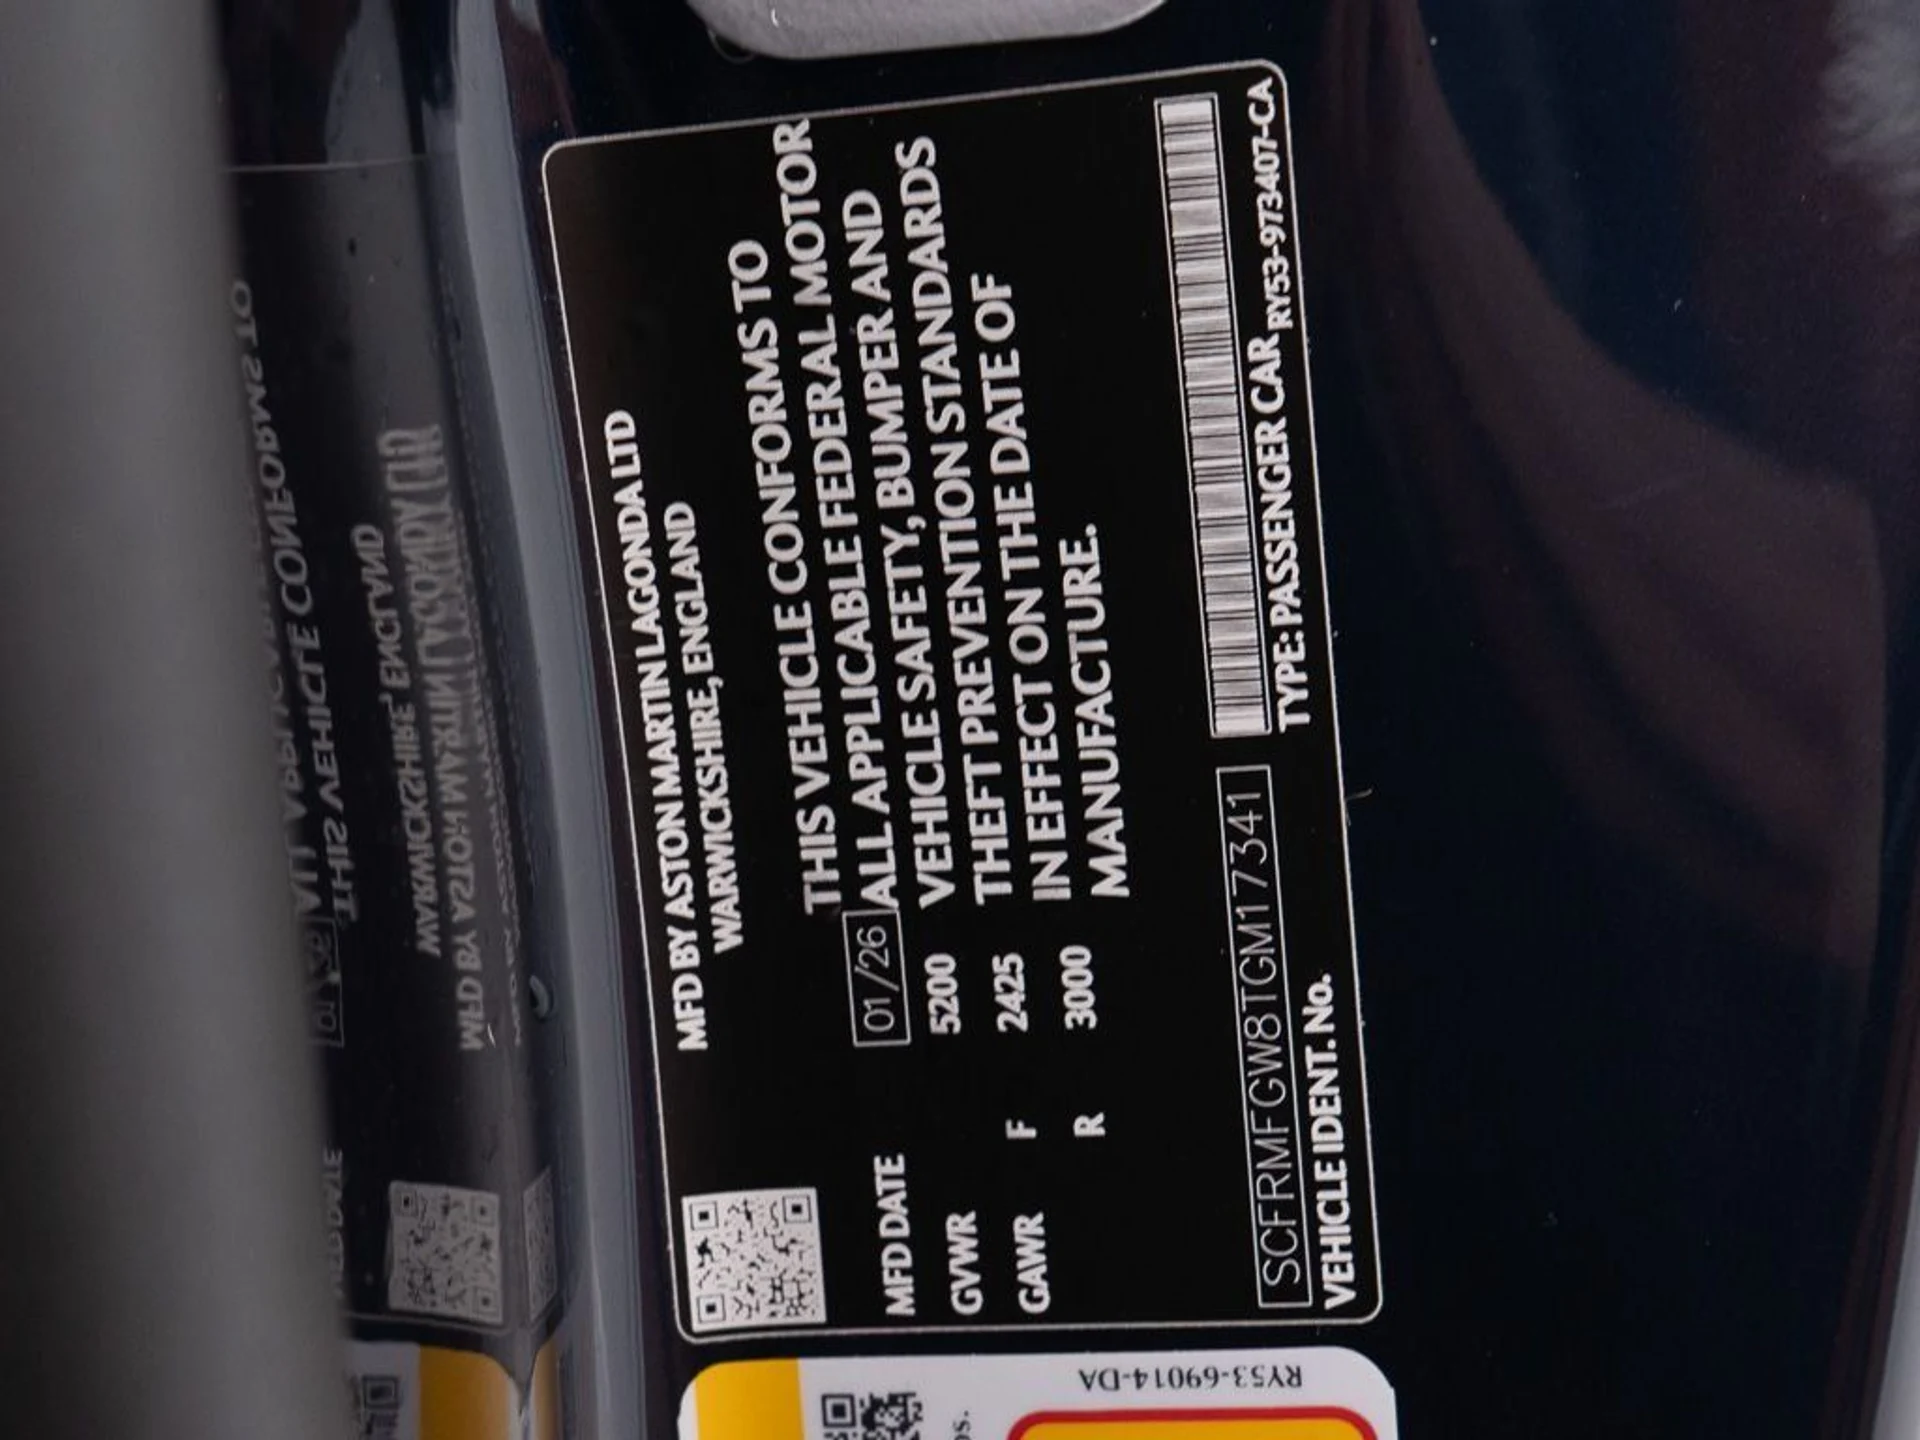 MFD BY ASTON MARTIN LAGONDA LTD
WARWICKSHIRE, ENGLAND
MFD DATE 01/26
GVWR 5200
GAWR F 2425
R 3000
THIS VEHICLE CONFORMS TO
ALL APPLICABLE FEDERAL MOTOR
VEHICLE SAFETY, BUMPER AND
THEFT PREVENTION STANDARDS
IN EFFECT ON THE DATE OF
MANUFACTURE.
SCFRMFGW8TGM17341
VEHICLE IDENT. No.
TYPE: PASSENGER CAR
RY53-973407-CA
RY53-69014-DA